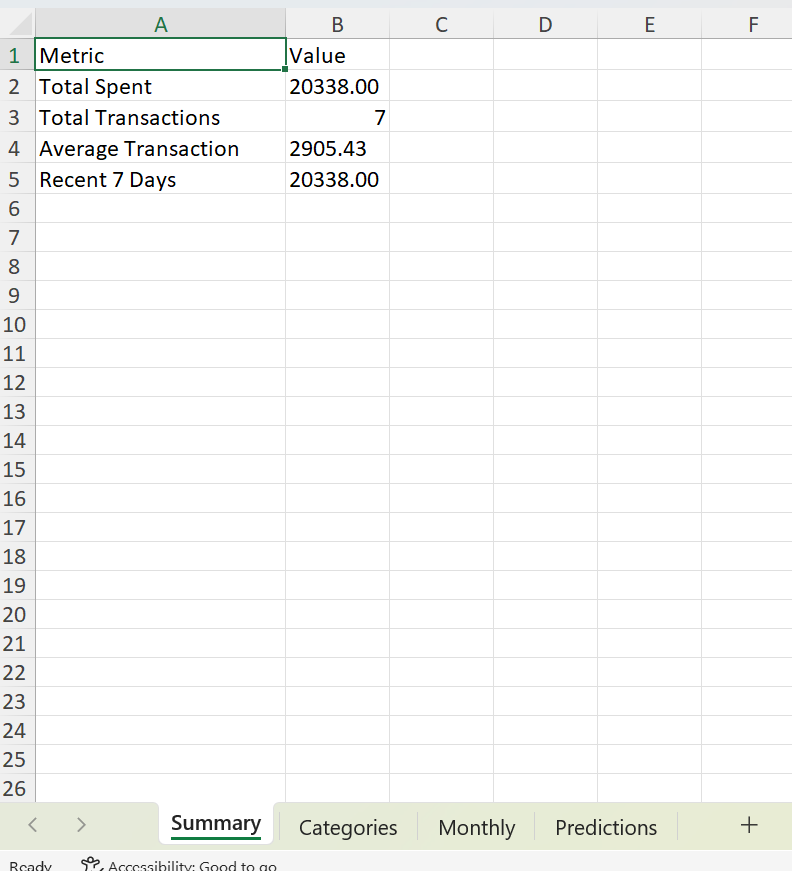 A B C D E F
1 Metric Value
2 Total Spent 20338.00
3 Total Transactions 7
4 Average Transaction 2905.43
5 Recent 7 Days 20338.00
6
7
8
9
10
11
12
13
14
15
16
17
18
19
20
21
22
23
24
25
26
Summary Categories Monthly Predictions +
Ready Accessibility: Good to go